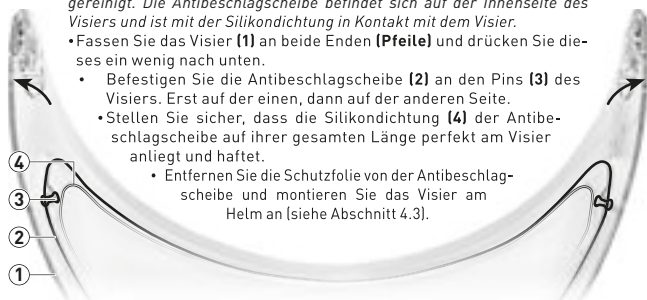 gereinigt. Die Antibeschlagscheibe befindet sich auf der Innenseite des
Visiers und ist mit der Silikondichtung in Kontakt mit dem Visier.
•Fassen Sie das Visier (1) an beide Enden (Pfeile) und drücken Sie die-
ses ein wenig nach unten.
• Befestigen Sie die Antibeschlagscheibe (2) an den Pins (3) des
Visiers. Erst auf der einen, dann auf der anderen Seite.
•Stellen Sie sicher, dass die Silikondichtung (4) der Antibe-
schlagscheibe auf ihrer gesamten Länge perfekt am Visier
anliegt und haftet.
• Entfernen Sie die Schutzfolie von der Antibeschlag-
scheibe und montieren Sie das Visier am
Helm an (siehe Abschnitt 4.3).
4
3
2
1